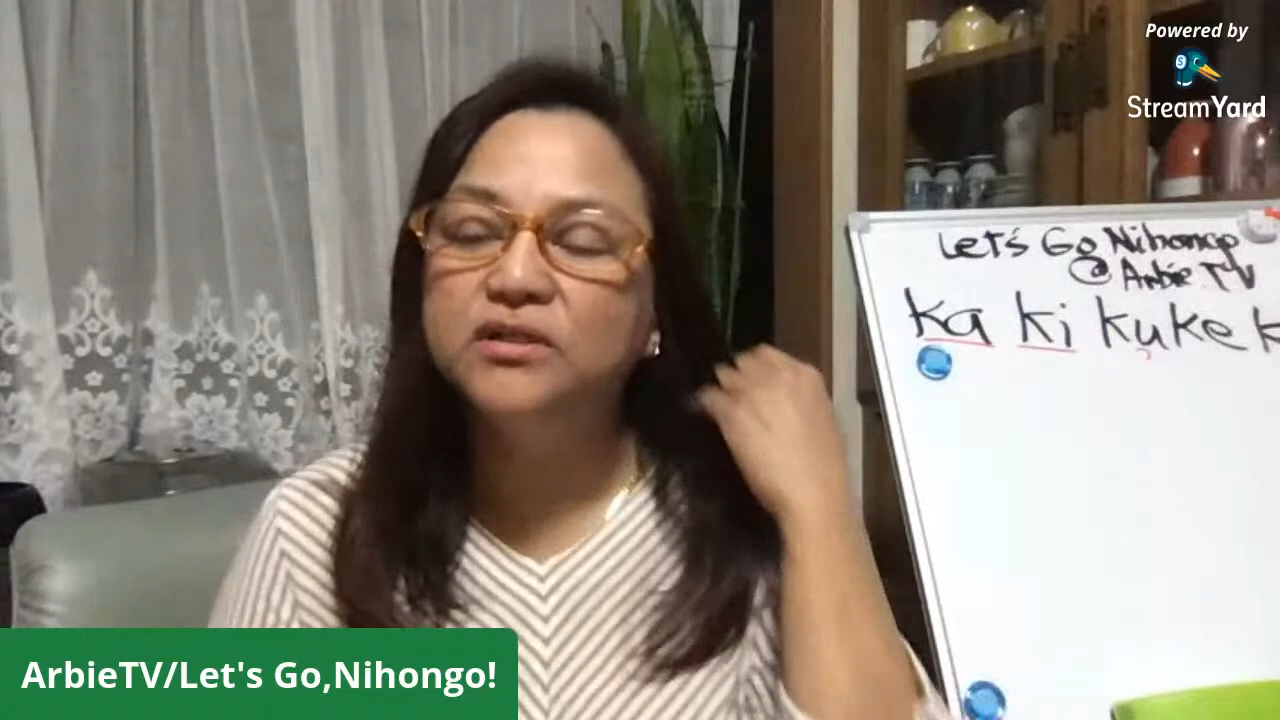 Powered by
StreamYard
Let's Go Nihongo
@ Arbie TV
ka ki ku ke k
ArbieTV/Let's Go,Nihongo!